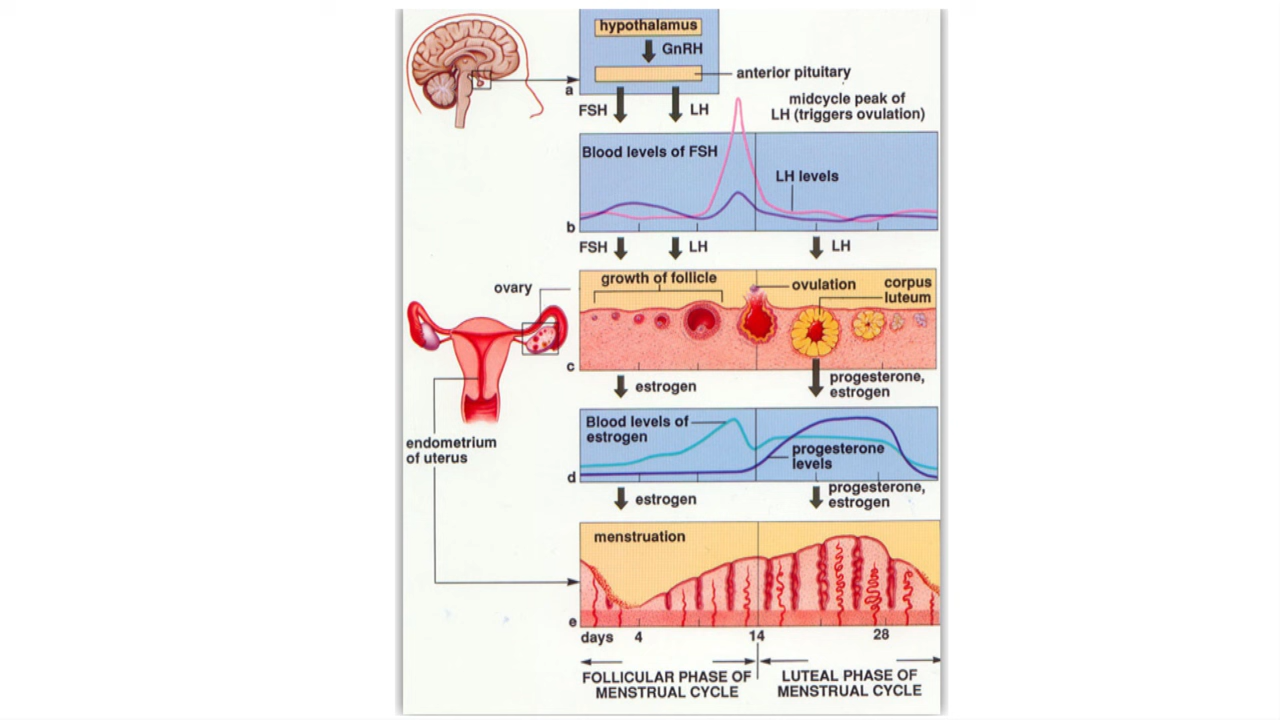 hypothalamus
GnRH
anterior pituitary
a
FSH
LH
midcycle peak of
LH (triggers ovulation)
Blood levels of FSH
LH levels
b
FSH
LH
LH
ovary
growth of follicle
ovulation
corpus
luteum
c
estrogen
progesterone,
estrogen
Blood levels of
estrogen
progesterone
levels
endometrium
of uterus
d
estrogen
progesterone,
estrogen
menstruation
e
days
4
14
28
FOLLICULAR PHASE OF
MENSTRUAL CYCLE
LUTEAL PHASE OF
MENSTRUAL CYCLE